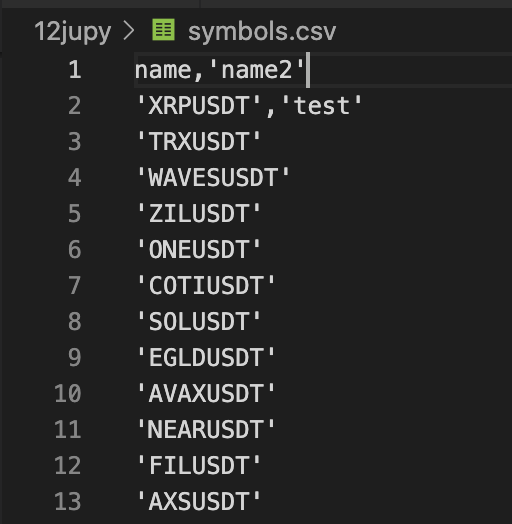 12jupy > symbols.csv
1 name,'name2'
2 'XRPUSDT','test'
3 'TRXUSDT'
4 'WAVESUSDT'
5 'ZILUSDT'
6 'ONEUSDT'
7 'COTIUSDT'
8 'SOLUSDT'
9 'EGLDUSDT'
10 'AVAXUSDT'
11 'NEARUSDT'
12 'FILUSDT'
13 'AXSUSDT'